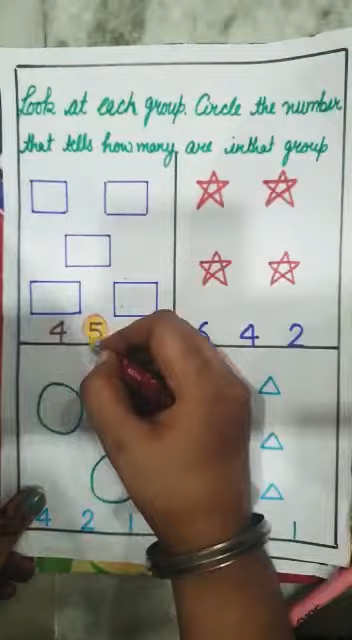 Look at each group. Circle the number
that tells how many are in that group
4 5
4 2
4 2 1
1